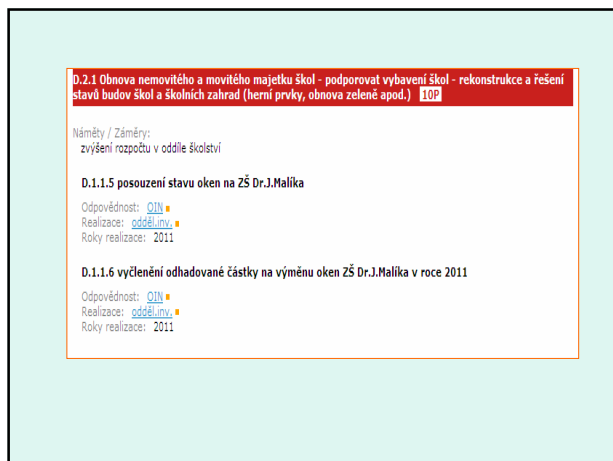 D.2.1 Obnova nemovitého a movitého majetku škol - podporovat vybavení škol - rekonstrukce a řešení
stavů budov škol a školních zahrad (herní prvky, obnova zeleně apod.) 10P
Náměty / Záměry:
zvýšení rozpočtu v oddíle školství
D.1.1.5 posouzení stavu oken na ZŠ Dr.J.Malíka
Odpovědnost: OIN
Realizace: odděl.inv.
Roky realizace: 2011
D.1.1.6 vyčlenění odhadované částky na výměnu oken ZŠ Dr.J.Malíka v roce 2011
Odpovědnost: OIN
Realizace: odděl.inv.
Roky realizace: 2011